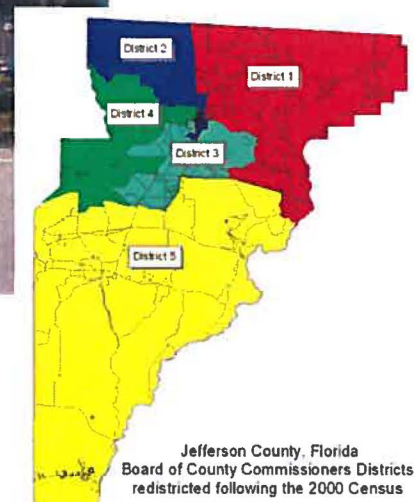 District 2
District 1
District 4
District 3
District 5
Jefferson County, Florida
Board of County Commissioners Districts
redistricted following the 2000 Census